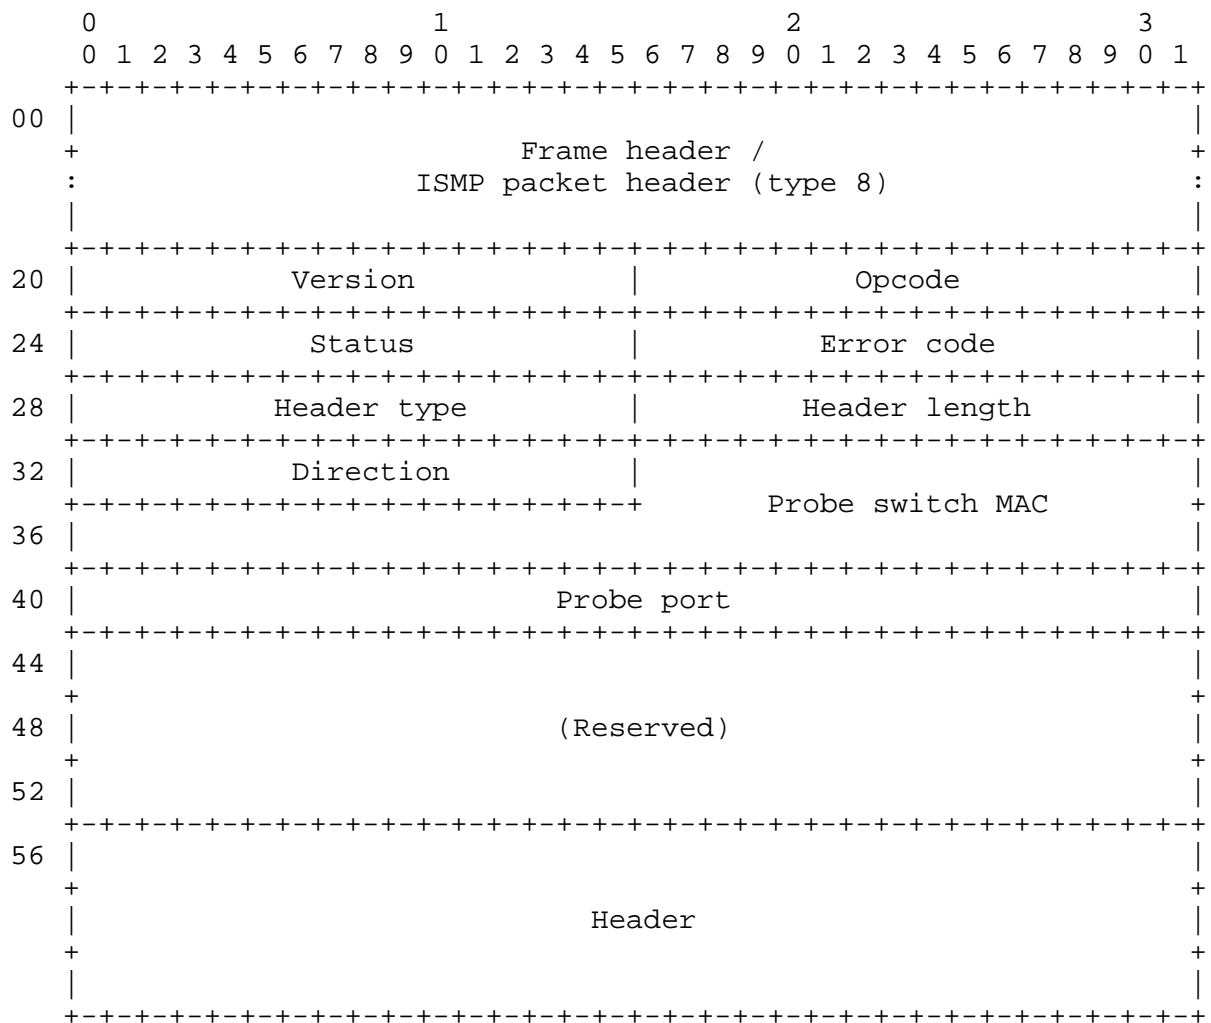 0                   1                   2                   3
 0 1 2 3 4 5 6 7 8 9 0 1 2 3 4 5 6 7 8 9 0 1 2 3 4 5 6 7 8 9 0 1
   +-+-+-+-+-+-+-+-+-+-+-+-+-+-+-+-+-+-+-+-+-+-+-+-+-+-+-+-+-+-+-+-+
00 |                                                               |
   +                         Frame header /                        +
   :                   ISMP packet header (type 8)                 :
   |                                                               |
   +-+-+-+-+-+-+-+-+-+-+-+-+-+-+-+-+-+-+-+-+-+-+-+-+-+-+-+-+-+-+-+-+
20 |            Version            |            Opcode             |
   +-+-+-+-+-+-+-+-+-+-+-+-+-+-+-+-+-+-+-+-+-+-+-+-+-+-+-+-+-+-+-+-+
24 |             Status            |          Error code           |
   +-+-+-+-+-+-+-+-+-+-+-+-+-+-+-+-+-+-+-+-+-+-+-+-+-+-+-+-+-+-+-+-+
28 |           Header type         |         Header length         |
   +-+-+-+-+-+-+-+-+-+-+-+-+-+-+-+-+-+-+-+-+-+-+-+-+-+-+-+-+-+-+-+-+
32 |            Direction          |                               |
   +-+-+-+-+-+-+-+-+-+-+-+-+-+-+-+-+       Probe switch MAC        +
36 |                                                               |
   +-+-+-+-+-+-+-+-+-+-+-+-+-+-+-+-+-+-+-+-+-+-+-+-+-+-+-+-+-+-+-+-+
40 |                           Probe port                          |
   +-+-+-+-+-+-+-+-+-+-+-+-+-+-+-+-+-+-+-+-+-+-+-+-+-+-+-+-+-+-+-+-+
44 |                                                               |
   +                                                               +
48 |                           (Reserved)                          |
   +                                                               +
52 |                                                               |
   +-+-+-+-+-+-+-+-+-+-+-+-+-+-+-+-+-+-+-+-+-+-+-+-+-+-+-+-+-+-+-+-+
56 |                                                               |
   +                                                               +
   |                             Header                            |
   +                                                               +
   |                                                               |
   +-+-+-+-+-+-+-+-+-+-+-+-+-+-+-+-+-+-+-+-+-+-+-+-+-+-+-+-+-+-+-+-+